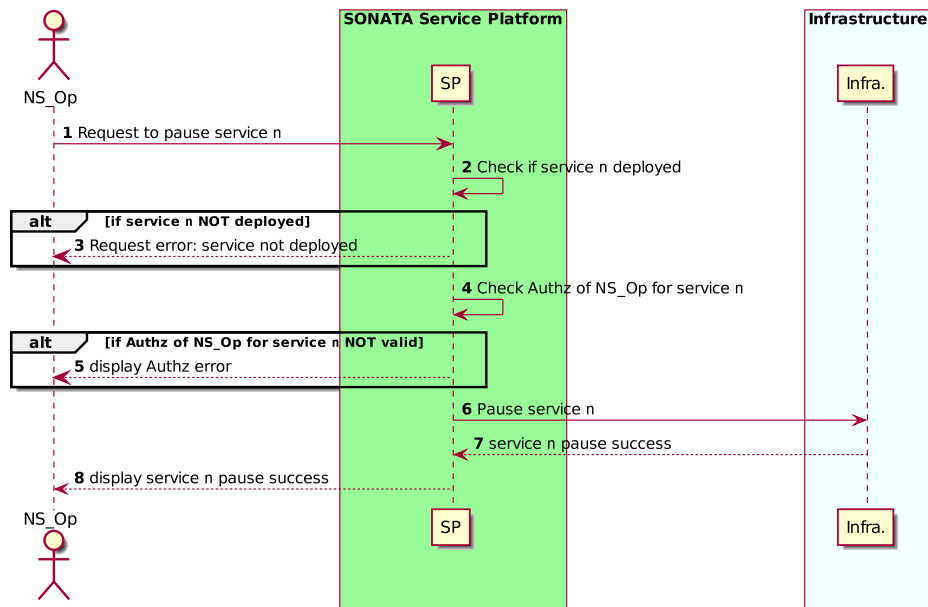 SONATA Service Platform
Infrastructure
NS_Op
SP
Infra.
1 Request to pause service n
2 Check if service n deployed
alt [if service n NOT deployed]
3 Request error: service not deployed
4 Check Authz of NS_Op for service n
alt [if Authz of NS_Op for service n NOT valid]
5 display Authz error
6 Pause service n
7 service n pause success
8 display service n pause success
NS_Op
SP
Infra.